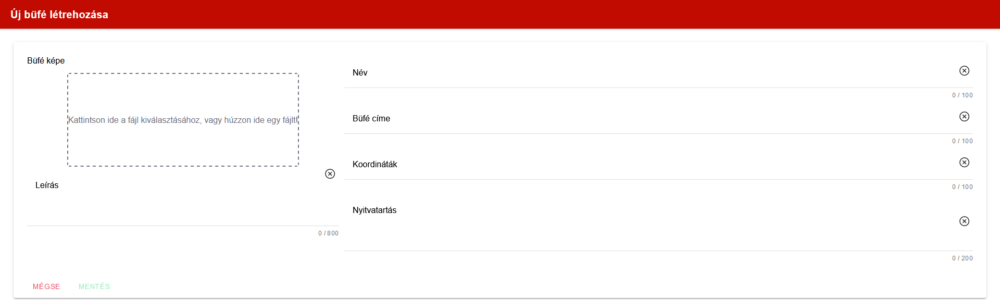 Új büfé létrehozása
Büfé képe
Kattintson ide a fájl kiválasztásához, vagy húzzon ide egy fájlt!
Leírás
0 / 800
Név
0 / 100
Büfé címe
0 / 100
Koordináták
0 / 100
Nyitvatartás
0 / 200
MÉGSE
MENTÉS